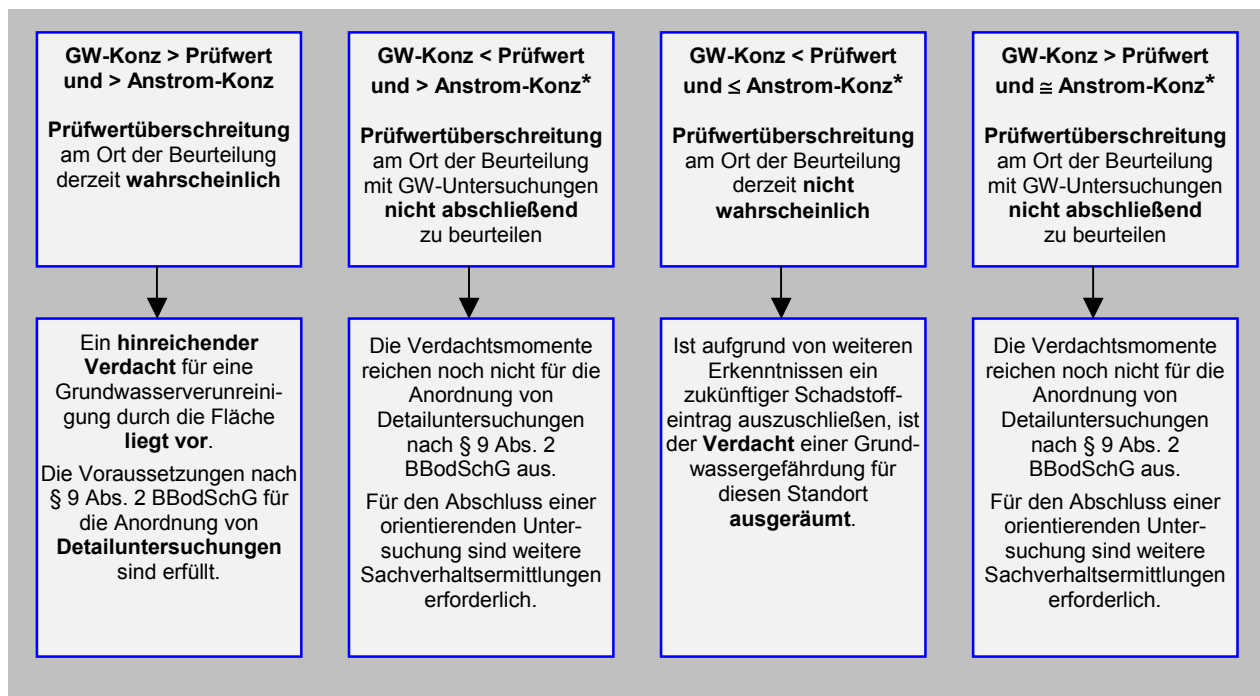 GW-Konz > Prüfwert
und > Anstrom-Konz
Prüfwertüberschreitung
am Ort der Beurteilung
derzeit wahrscheinlich
Ein hinreichender
Verdacht für eine
Grundwasserverunreini-
gung durch die Fläche
liegt vor.
Die Voraussetzungen nach
§ 9 Abs. 2 BBodSchG für
die Anordnung von
Detailuntersuchungen
sind erfüllt.
GW-Konz < Prüfwert
und > Anstrom-Konz*
Prüfwertüberschreitung
am Ort der Beurteilung
mit GW-Untersuchungen
nicht abschließend
zu beurteilen
Die Verdachtsmomente
reichen noch nicht für die
Anordnung von
Detailuntersuchungen
nach § 9 Abs. 2
BBodSchG aus.
Für den Abschluss einer
orientierenden Unter-
suchung sind weitere
Sachverhaltsermittlungen
erforderlich.
GW-Konz < Prüfwert
und ≤ Anstrom-Konz*
Prüfwertüberschreitung
am Ort der Beurteilung
derzeit nicht
wahrscheinlich
Ist aufgrund von weiteren
Erkenntnissen ein
zukünftiger Schadstoff-
eintrag auszuschließen, ist
der Verdacht einer Grund-
wassergefährdung für
diesen Standort
ausgeräumt.
GW-Konz > Prüfwert
und ≅ Anstrom-Konz*
Prüfwertüberschreitung
am Ort der Beurteilung
mit GW-Untersuchungen
nicht abschließend
zu beurteilen
Die Verdachtsmomente
reichen noch nicht für die
Anordnung von
Detailuntersuchungen
nach § 9 Abs. 2
BBodSchG aus.
Für den Abschluss einer
orientierenden Unter-
suchung sind weitere
Sachverhaltsermittlungen
erforderlich.